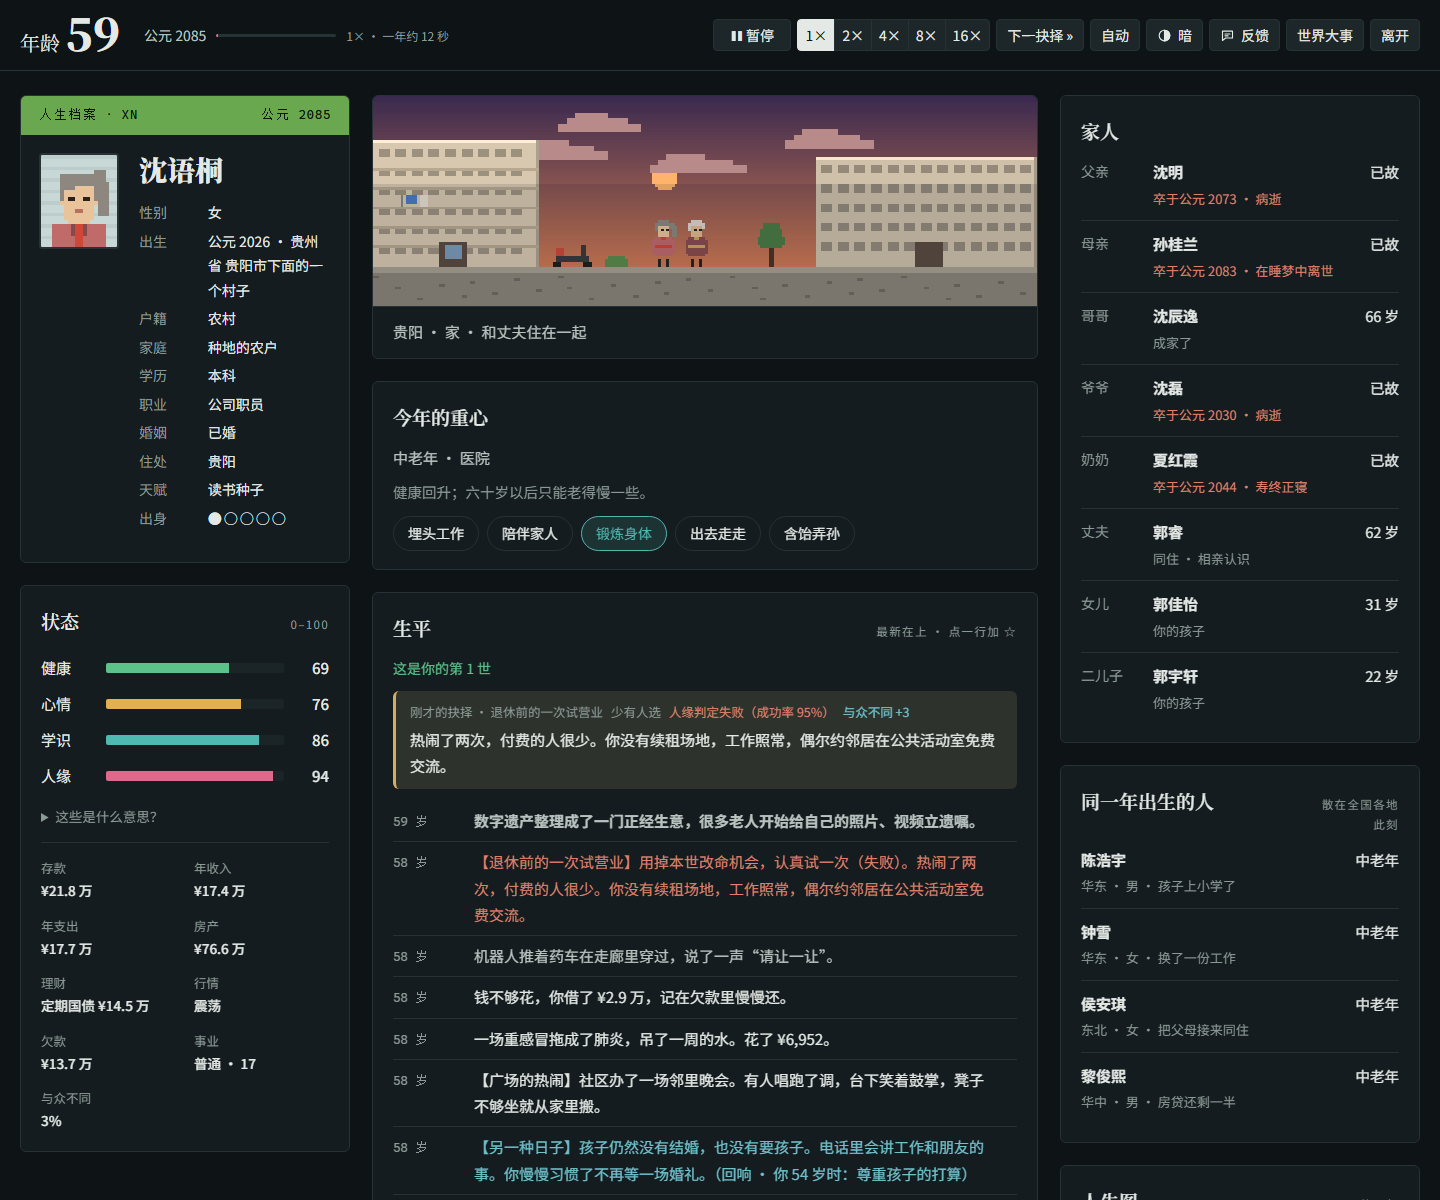 年龄 59
公元 2085
1× · 一年约 12 秒
暂停
1×
2×
4×
8×
16×
下一抉择 »
自动
暗
反馈
世界大事
离开
人生档案 · XN
公元 2085
沈语桐
性别 女
出生 公元 2026 · 贵州
省 贵阳市下面的一
个村子
户籍 农村
家庭 种地的农户
学历 本科
职业 公司职员
婚姻 已婚
住处 贵阳
天赋 读书种子
出身 ●○○○○
状态
0–100
健康 69
心情 76
学识 86
人缘 94
▶ 这些是什么意思?
存款 年收入
¥21.8 万 ¥17.4 万
年支出 房产
¥17.7 万 ¥76.6 万
理财 行情
定期国债 ¥14.5 万 震荡
欠款 事业
¥13.7 万 普通 · 17
与众不同
3%
贵阳 · 家 · 和丈夫住在一起
今年的重心
中老年 · 医院
健康回升；六十岁以后只能老得慢一些。
埋头工作
陪伴家人
锻炼身体
出去走走
含饴弄孙
生平
最新在上 · 点一行加 ☆
这是你的第 1 世
刚才的抉择 · 退休前的一次试营业 少有人选 人缘判定失败（成功率 95%） 与众不同 +3
热闹了两次，付费的人很少。你没有续租场地，工作照常，偶尔约邻居在公共活动室免费
交流。
59 岁 数字遗产整理成了一门正经生意，很多老人开始给自己的照片、视频立遗嘱。
58 岁 【退休前的一次试营业】用掉本世改命机会，认真试一次（失败）。热闹了两
次，付费的人很少。你没有续租场地，工作照常，偶尔约邻居在公共活动室免
费交流。
58 岁 机器人推着药车在走廊里穿过，说了一声“请让一让”。
58 岁 钱不够花，你借了 ¥2.9 万，记在欠款里慢慢还。
58 岁 一场重感冒拖成了肺炎，吊了一周的水。花了 ¥6,952。
58 岁 【广场的热闹】社区办了一场邻里晚会。有人唱跑了调，台下笑着鼓掌，凳子
不够坐就从家里搬。
58 岁 【另一种日子】孩子仍然没有结婚，也没有要孩子。电话里会讲工作和朋友的
事。你慢慢习惯了不再等一场婚礼。（回响 · 你 54 岁时：尊重孩子的打算）
家人
父亲 沈明 已故
卒于公元 2073 · 病逝
母亲 孙桂兰 已故
卒于公元 2083 · 在睡梦中离世
哥哥 沈辰逸 66 岁
成家了
爷爷 沈磊 已故
卒于公元 2030 · 病逝
奶奶 夏红霞 已故
卒于公元 2044 · 寿终正寝
丈夫 郭睿 62 岁
同住 · 相亲认识
女儿 郭佳怡 31 岁
你的孩子
二儿子 郭宇轩 22 岁
你的孩子
同一年出生的人
散在全国各地
此刻
陈浩宇 中老年
华东 · 男 · 孩子上小学了
钟雪 中老年
华东 · 女 · 换了一份工作
侯安琪 中老年
东北 · 女 · 把父母接来同住
黎俊熙 中老年
华中 · 男 · 房贷还剩一半